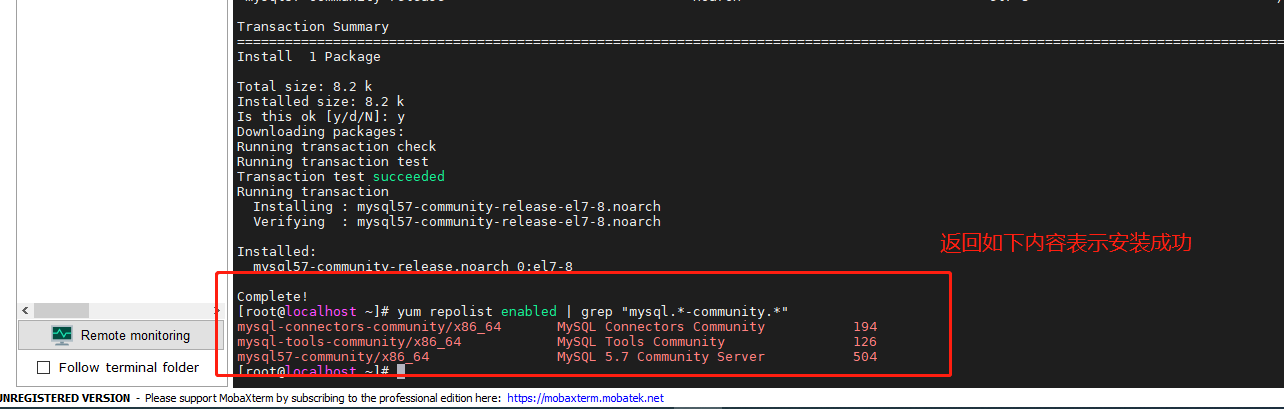 Transaction Summary
Install  1 Package
Total size: 8.2 k
Installed size: 8.2 k
Is this ok [y/d/N]: y
Downloading packages:
Running transaction check
Running transaction test
Transaction test succeeded
Running transaction
Installing : mysql57-community-release-el7-8.noarch
Verifying  : mysql57-community-release-el7-8.noarch
Installed:
mysql57-community-release.noarch 0:el7-8
返回如下内容表示安装成功
Complete!
[root@localhost ~]# yum repolist enabled | grep "mysql.*-community.*"
mysql-connectors-community/x86_64       MySQL Connectors Community           194
mysql-tools-community/x86_64            MySQL Tools Community                126
mysql57-community/x86_64                MySQL 5.7 Community Server           504
[root@localhost ~]#
Remote monitoring
Follow terminal folder
UNREGISTERED VERSION  -  Please support MobaXterm by subscribing to the professional edition here:  https://mobaxterm.mobatek.net